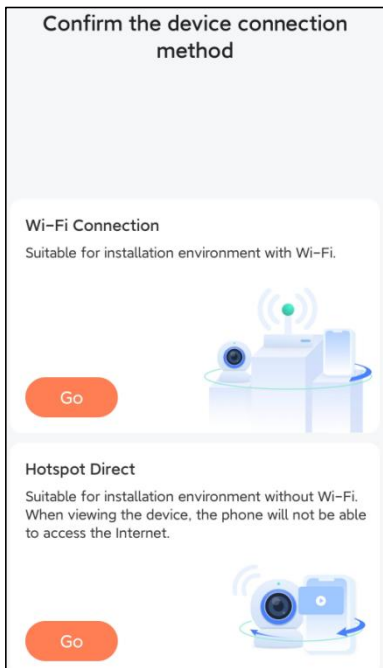 Confirm the device connection
method
Wi-Fi Connection
Suitable for installation environment with Wi-Fi.
Go
Hotspot Direct
Suitable for installation environment without Wi-Fi.
When viewing the device, the phone will not be able
to access the Internet.
Go